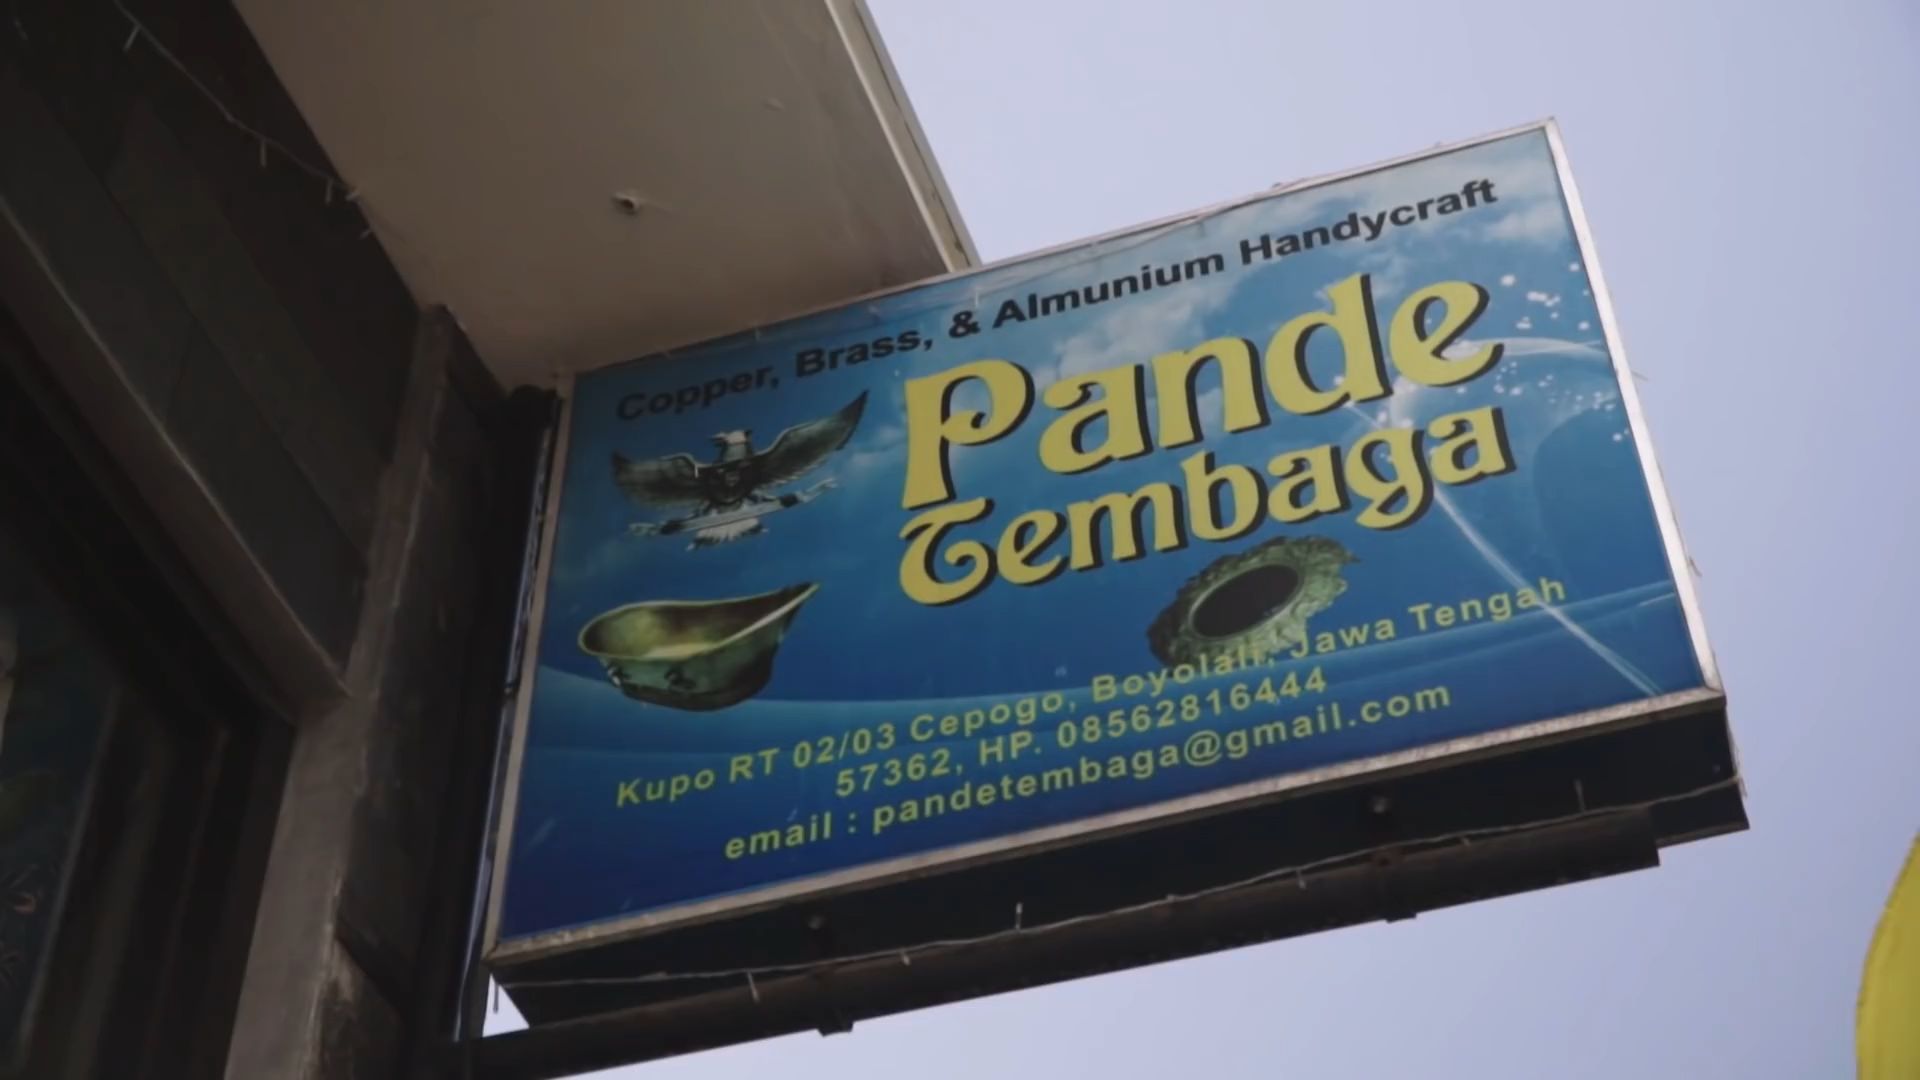 Copper, Brass, & Almunium Handycraft
Pande
Tembaga
Kupo RT 02/03 Cepogo, Boyolali, Jawa Tengah
57362, HP. 08562816444
email : pandetembaga@gmail.com